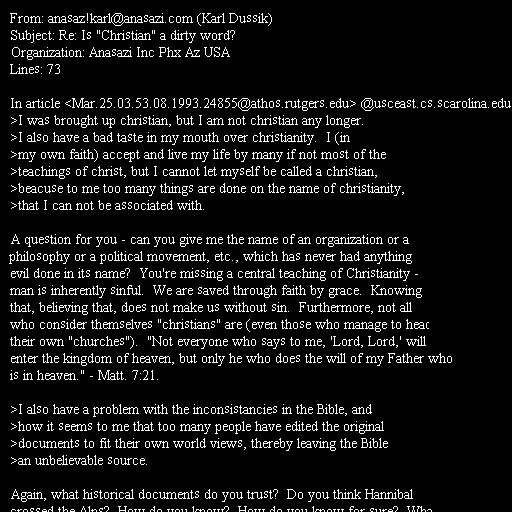 From: anasaz!karl@anasazi.com (Karl Dussik)
Subject: Re: Is "Christian" a dirty word?
Organization: Anasazi Inc Phx Az USA
Lines: 73

In article <Mar.25.03.53.08.1993.24855@athos.rutgers.edu> @usceast.cs.scarolina.edu
>I was brought up christian, but I am not christian any longer.
>I also have a bad taste in my mouth over christianity.  I (in
>my own faith) accept and live my life by many if not most of the
>teachings of christ, but I cannot let myself be called a christian,
>beacuse to me too many things are done on the name of christianity,
>that I can not be associated with.

A question for you - can you give me the name of an organization or a
philosophy or a political movement, etc., which has never had anything
evil done in its name?  You're missing a central teaching of Christianity -
man is inherently sinful.  We are saved through faith by grace.  Knowing
that, believing that, does not make us without sin.  Furthermore, not all
who consider themselves "christians" are (even those who manage to head
their own "churches").  "Not everyone who says to me, 'Lord, Lord,' will
enter the kingdom of heaven, but only he who does the will of my Father who
is in heaven." - Matt. 7:21.

>I also have a problem with the inconsistancies in the Bible, and
>how it seems to me that too many people have edited the original
>documents to fit their own world views, thereby leaving the Bible
>an unbelievable source.

Again, what historical documents do you trust?  Do you think Hannibal
crossed the Alps?  How do you know?  How do you know for sure?